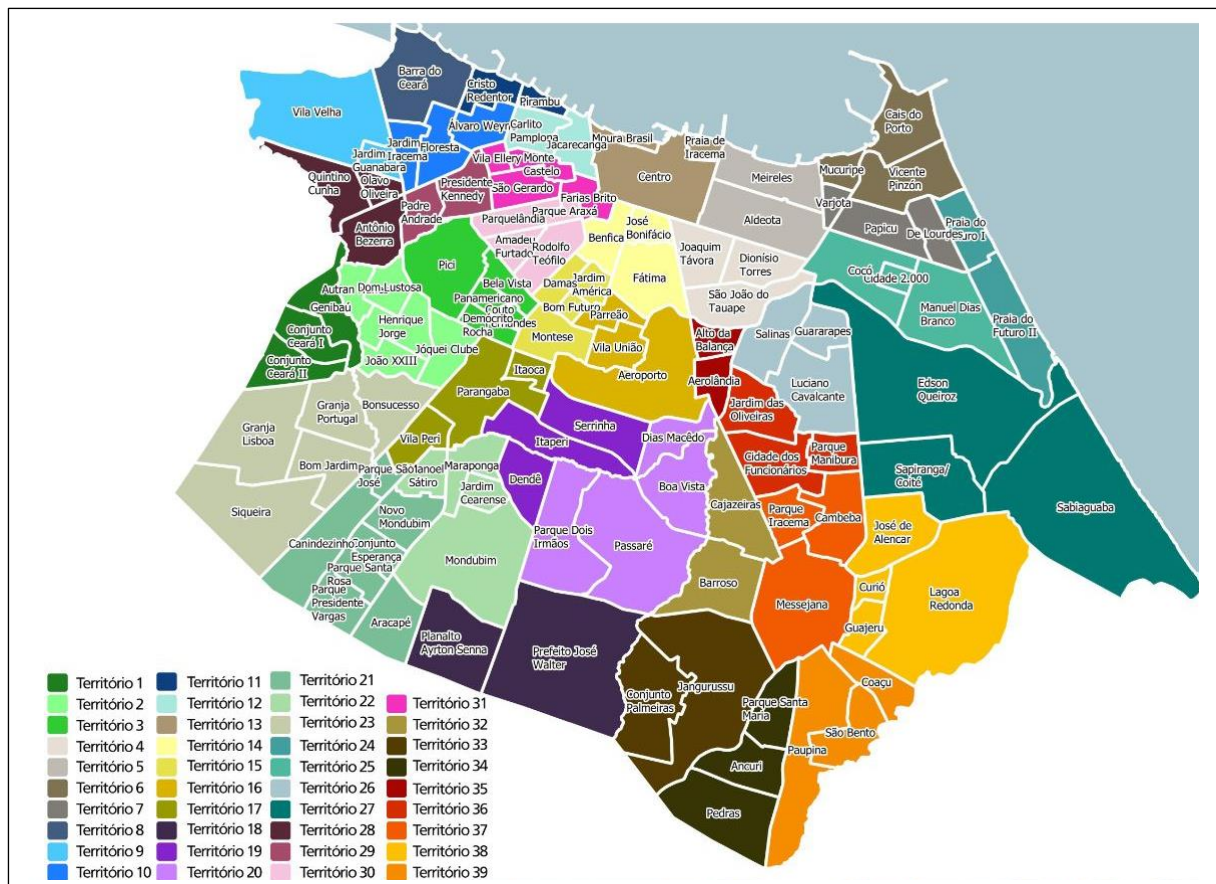 Barra do
Ceará
Cristo
Redentor
Pirambu
Vila Velha
Álvaro Weyne
Carlito
Pamplona
Jacarecanga
Moura Brasil
Praia de
Iracema
Cais do
Porto
Jardim
Iracema
Floresta
Jardim
Guanabara
Olavo
Oliveira
Quintino
Cunha
Vila Ellery
Monte
Castelo
São Gerardo
Farias Brito
Presidente
Kennedy
Padre
Andrade
Parque Araxá
Parquelândia
Centro
Meireles
Mucuripe
Vicente
Pinzón
Varjota
Aldeota
Papicu
De Lourdes
Praia do
Futuro I
Antônio
Bezerra
Amadeu
Furtado
Rodolfo
Teófilo
Benfica
José
Bonifácio
Joaquim
Távora
Dionísio
Torres
Cocó
Cidade 2.000
Pici
Bela Vista
Damas
Jardim
América
Fátima
São João do
Tauape
Manuel Dias
Branco
Praia do
Futuro II
Autran
Dom Lustosa
Genibaú
Panamericano
Couto
Fernandes
Democrito
Rocha
Bom Futuro
Parreão
Henrique
Jorge
Conjunto
Ceará I
Conjunto
Ceará II
João XXIII
Jóquei Clube
Montese
Vila União
Alto da
Balança
Salinas
Guararapes
Itaoca
Aeroporto
Aerolândia
Luciano
Cavalcante
Edson
Queiroz
Parangaba
Bonsucesso
Granja
Portugal
Granja
Lisboa
Jardim das
Oliveiras
Vila Peri
Serrinha
Itaperi
Dias Macêdo
Cidade dos
Funcionários
Parque
Manibura
Bom Jardim
Parque São
José
Manoel
Sátiro
Maraponga
Jardim
Cearense
Dendê
Boa Vista
Cajazeiras
Sapiranga/
Coité
Sabiaguaba
Siqueira
Novo
Mondubim
Parque
Iracema
Cambeba
José de
Alencar
Canindezinho
Conjunto
Esperança
Parque Santa
Rosa
Parque
Presidente
Vargas
Mondubim
Parque Dois
Irmãos
Passaré
Barroso
Messejana
Curió
Lagoa
Redonda
Guajeru
Aracapé
Planalto
Ayrton Senna
Prefeito José
Walter
Conjunto
Palmeiras
Jangurussu
Parque Santa
Maria
Coaçu
São Bento
Paupina
Ancuri
Pedras
Território 1
Território 2
Território 3
Território 4
Território 5
Território 6
Território 7
Território 8
Território 9
Território 10
Território 11
Território 12
Território 13
Território 14
Território 15
Território 16
Território 17
Território 18
Território 19
Território 20
Território 21
Território 22
Território 23
Território 24
Território 25
Território 26
Território 27
Território 28
Território 29
Território 30
Território 31
Território 32
Território 33
Território 34
Território 35
Território 36
Território 37
Território 38
Território 39